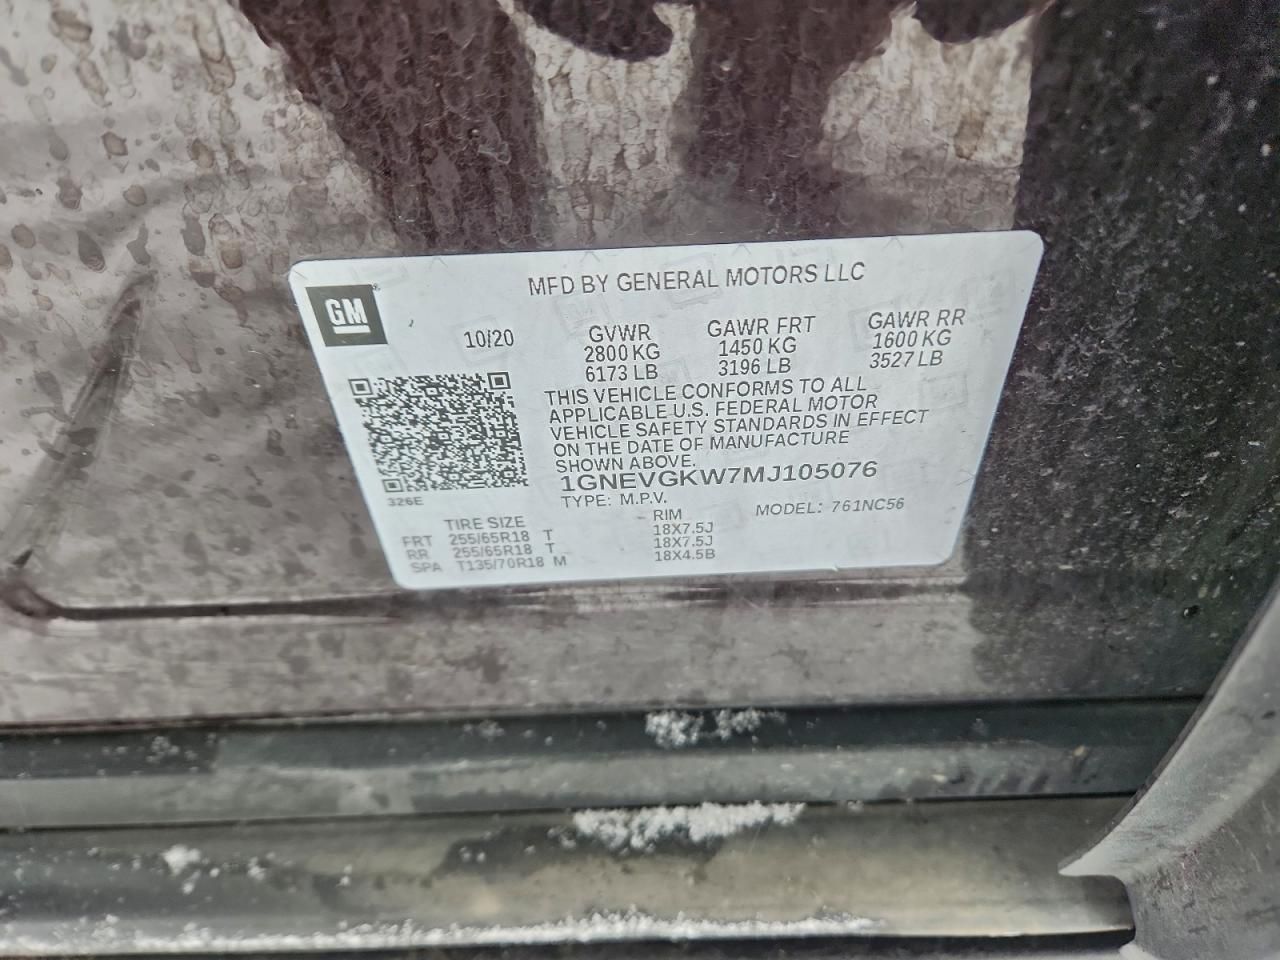 MFD BY GENERAL MOTORS LLC
GM
10/20
GVWR GAWR FRT GAWR RR
2800 KG 1450 KG 1600 KG
6173 LB 3196 LB 3527 LB
THIS VEHICLE CONFORMS TO ALL
APPLICABLE U.S. FEDERAL MOTOR
VEHICLE SAFETY STANDARDS IN EFFECT
ON THE DATE OF MANUFACTURE
SHOWN ABOVE.
1GNEVGKW7MJ105076
326E
TYPE: M.P.V. MODEL: 761NC56
TIRE SIZE RIM
FRT 255/65R18 T 18X7.5J
RR 255/65R18 T 18X7.5J
SPA T135/70R18 M 18X4.5B